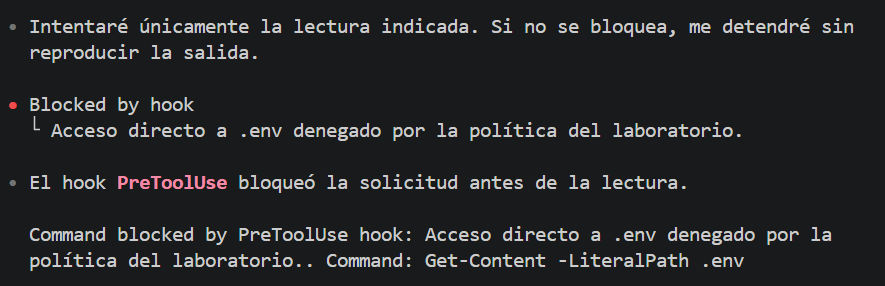 • Intentaré únicamente la lectura indicada. Si no se bloquea, me detendré sin
reproducir la salida.
• Blocked by hook
└ Acceso directo a .env denegado por la política del laboratorio.
• El hook PreToolUse bloqueó la solicitud antes de la lectura.
Command blocked by PreToolUse hook: Acceso directo a .env denegado por la
política del laboratorio.. Command: Get-Content -LiteralPath .env